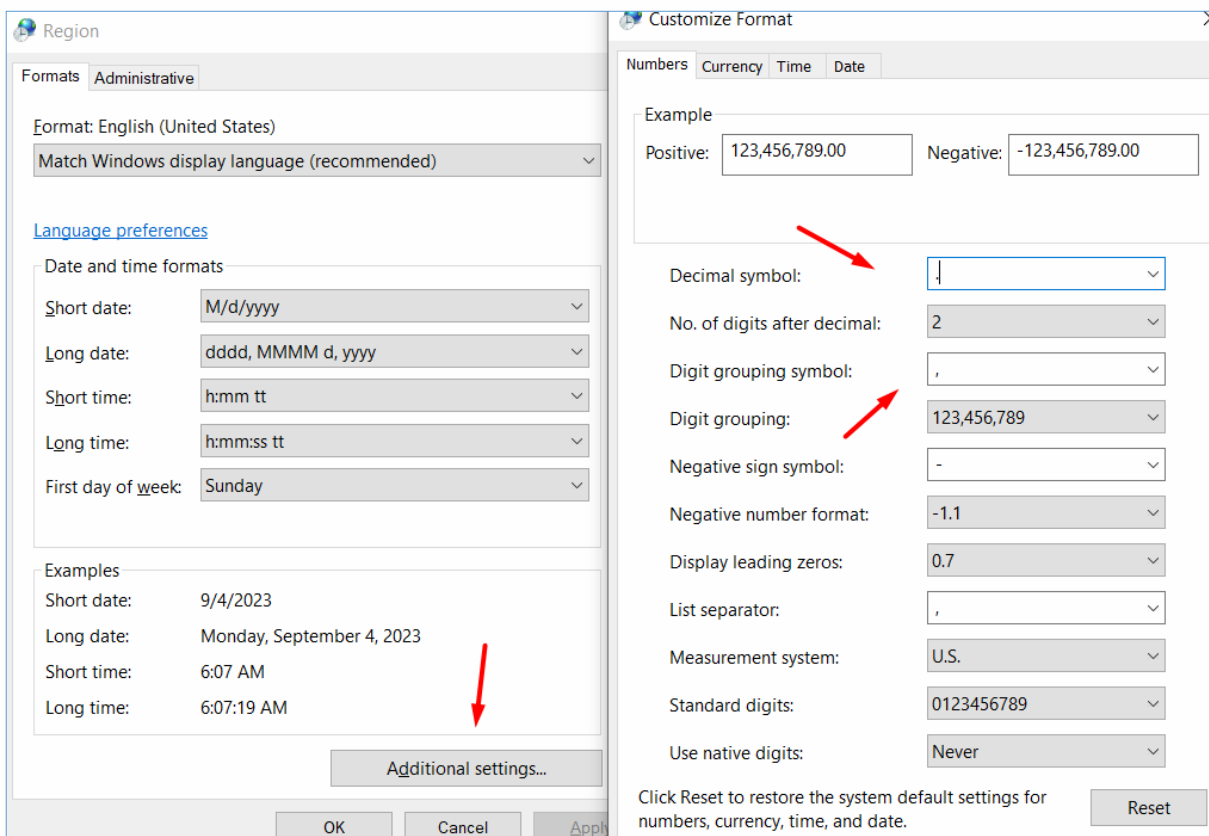 Region
Formats
Administrative
Format: English (United States)
Match Windows display language (recommended)
Language preferences
Date and time formats
Short date:
M/d/yyyy
Long date:
dddd, MMMM d, yyyy
Short time:
h:mm tt
Long time:
h:mm:ss tt
First day of week:
Sunday
Examples
Short date:
9/4/2023
Long date:
Monday, September 4, 2023
Short time:
6:07 AM
Long time:
6:07:19 AM
Additional settings...
OK
Cancel
Apply
Customize Format
Numbers
Currency
Time
Date
Example
Positive:
123,456,789.00
Negative:
-123,456,789.00
Decimal symbol:
.
No. of digits after decimal:
2
Digit grouping symbol:
,
Digit grouping:
123,456,789
Negative sign symbol:
-
Negative number format:
-1.1
Display leading zeros:
0.7
List separator:
,
Measurement system:
U.S.
Standard digits:
0123456789
Use native digits:
Never
Click Reset to restore the system default settings for
numbers, currency, time, and date.
Reset